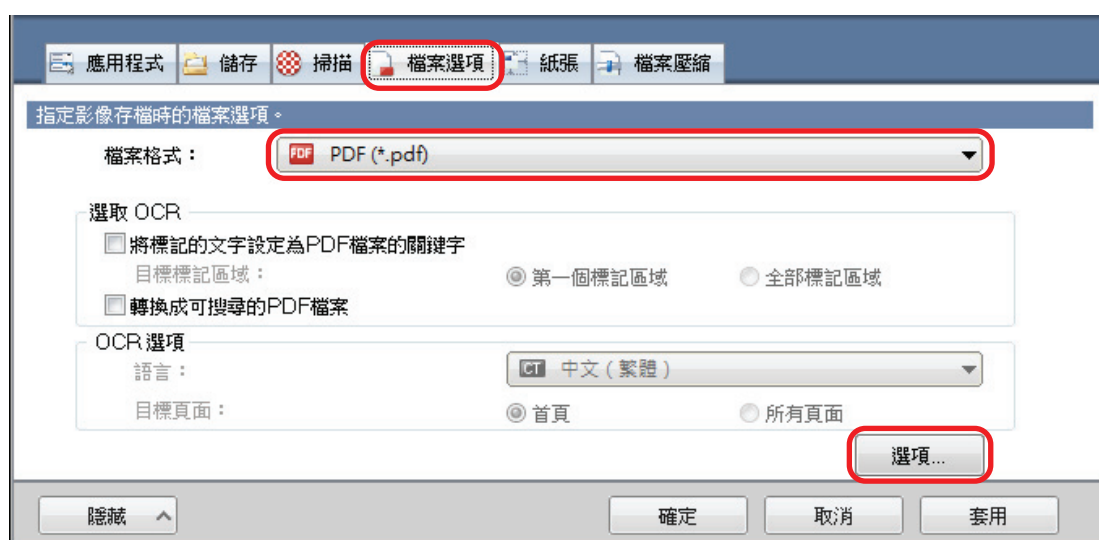 應用程式 儲存 掃描 檔案選項 紙張 檔案壓縮
指定影像存檔時的檔案選項。
檔案格式： PDF PDF (*.pdf)
選取 OCR
將標記的文字設定為PDF檔案的關鍵字
目標標記區域： 第一個標記區域 全部標記區域
轉換成可搜尋的PDF檔案
OCR 選項
語言： CT 中文 ( 繁體 )
目標頁面： 首頁 所有頁面
選項...
隱藏 確定 取消 套用